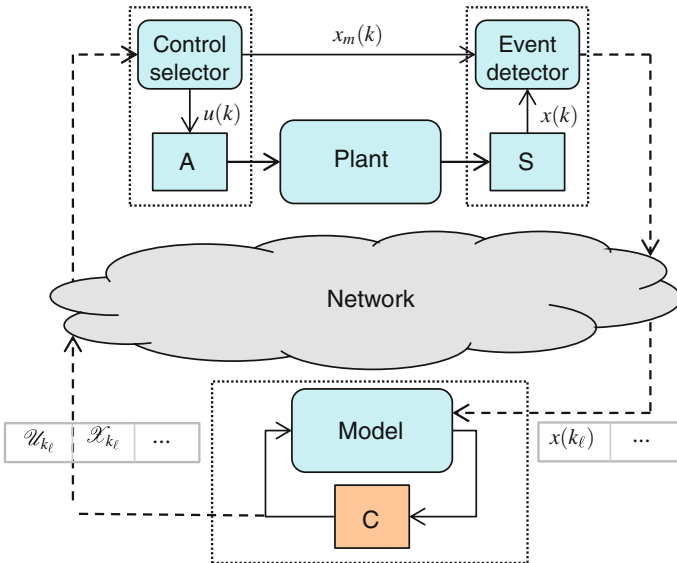 Control
selector
x_m(k)
Event
detector
u(k)
x(k)
A
Plant
S
Network
𝒰_{k_ℓ} 𝒳_{k_ℓ} ...
Model
x(k_ℓ) ...
C